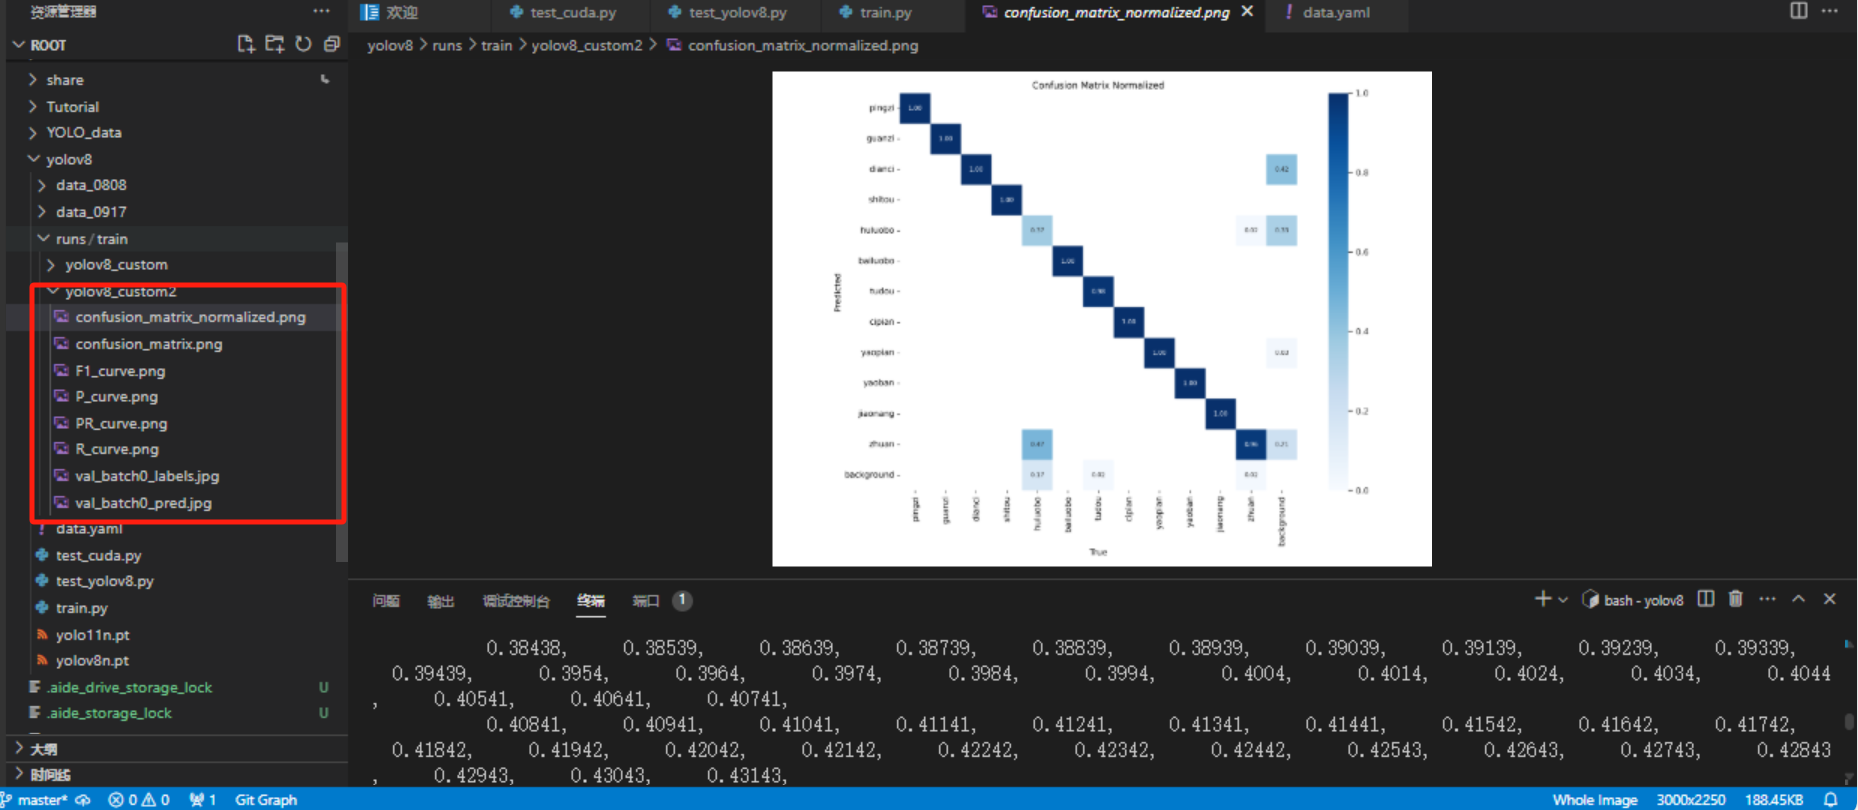 资源管理器 ···
ROOT
share
Tutorial
YOLO_data
yolov8
data_0808
data_0917
runs / train
yolov8_custom
yolov8_custom2
confusion_matrix_normalized.png
confusion_matrix.png
F1_curve.png
P_curve.png
PR_curve.png
R_curve.png
val_batch0_labels.jpg
val_batch0_pred.jpg
data.yaml
test_cuda.py
test_yolov8.py
train.py
yolo11n.pt
yolov8n.pt
.aide_drive_storage_lock U
.aide_storage_lock U
大纲
时间线
欢迎 test_cuda.py test_yolov8.py train.py confusion_matrix_normalized.png ! data.yaml
yolov8 > runs > train > yolov8_custom2 > confusion_matrix_normalized.png
Confusion Matrix Normalized
pingzi 1.00
guanzi 1.00
dianci 1.00 0.42
shitou 1.00
huluobo 0.37 0.02 0.33
bailuobo 1.00
tudou 0.98
cipian 1.00
yaopian 1.00 0.03
yaoban 1.00
jiaonang 1.00
zhuan 0.47 0.96 0.21
background 0.17 0.02 0.02
Predicted
pingzi guanzi dianci shitou huluobo bailuobo tudou cipian yaopian yaoban jiaonang zhuan background
True
1.0
0.8
0.6
0.4
0.2
0.0
问题 输出 调试控制台 终端 端口 1
bash - yolov8
0.38438, 0.38539, 0.38639, 0.38739, 0.38839, 0.38939, 0.39039, 0.39139, 0.39239, 0.39339,
0.39439, 0.3954, 0.3964, 0.3974, 0.3984, 0.3994, 0.4004, 0.4014, 0.4024, 0.4034, 0.4044
, 0.40541, 0.40641, 0.40741,
0.40841, 0.40941, 0.41041, 0.41141, 0.41241, 0.41341, 0.41441, 0.41542, 0.41642, 0.41742,
0.41842, 0.41942, 0.42042, 0.42142, 0.42242, 0.42342, 0.42442, 0.42543, 0.42643, 0.42743, 0.42843
, 0.42943, 0.43043, 0.43143,
master* 0 0 1 Git Graph Whole Image 3000x2250 188.45KB